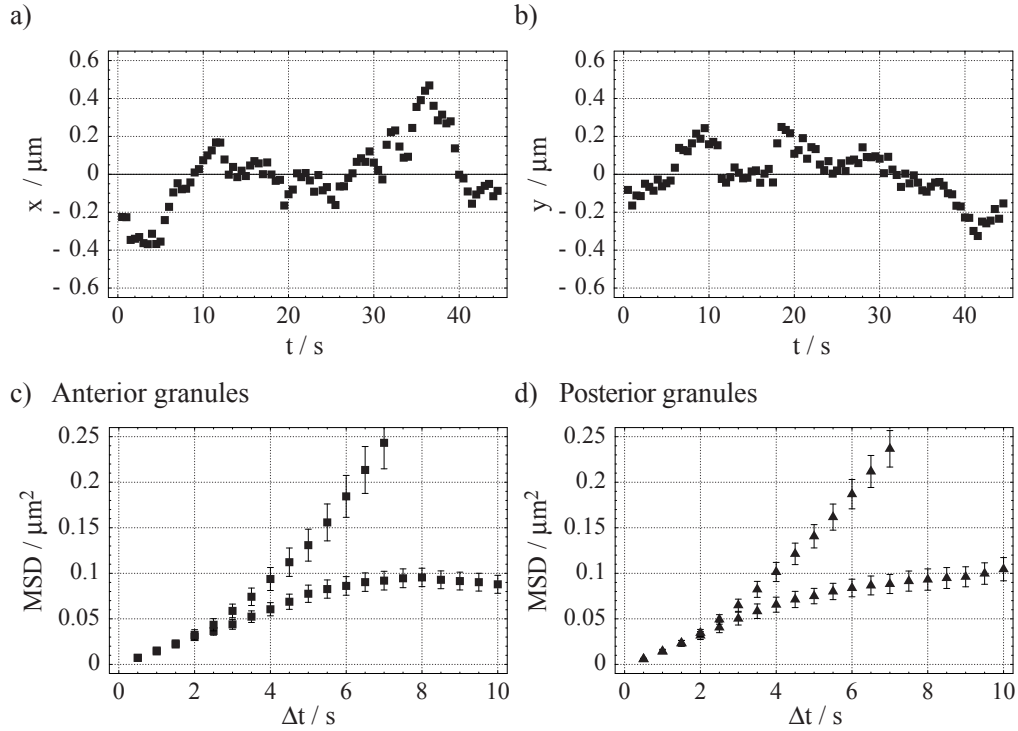 a)
b)
0.6
0.4
0.2
0
- 0.2
- 0.4
- 0.6
x / μm
0 10 20 30 40
t / s
0.6
0.4
0.2
0
- 0.2
- 0.4
- 0.6
y / μm
0 10 20 30 40
t / s
c) Anterior granules
d) Posterior granules
0.25
0.2
0.15
0.1
0.05
0
MSD / μm²
0 2 4 6 8 10
Δt / s
0.25
0.2
0.15
0.1
0.05
0
MSD / μm²
0 2 4 6 8 10
Δt / s